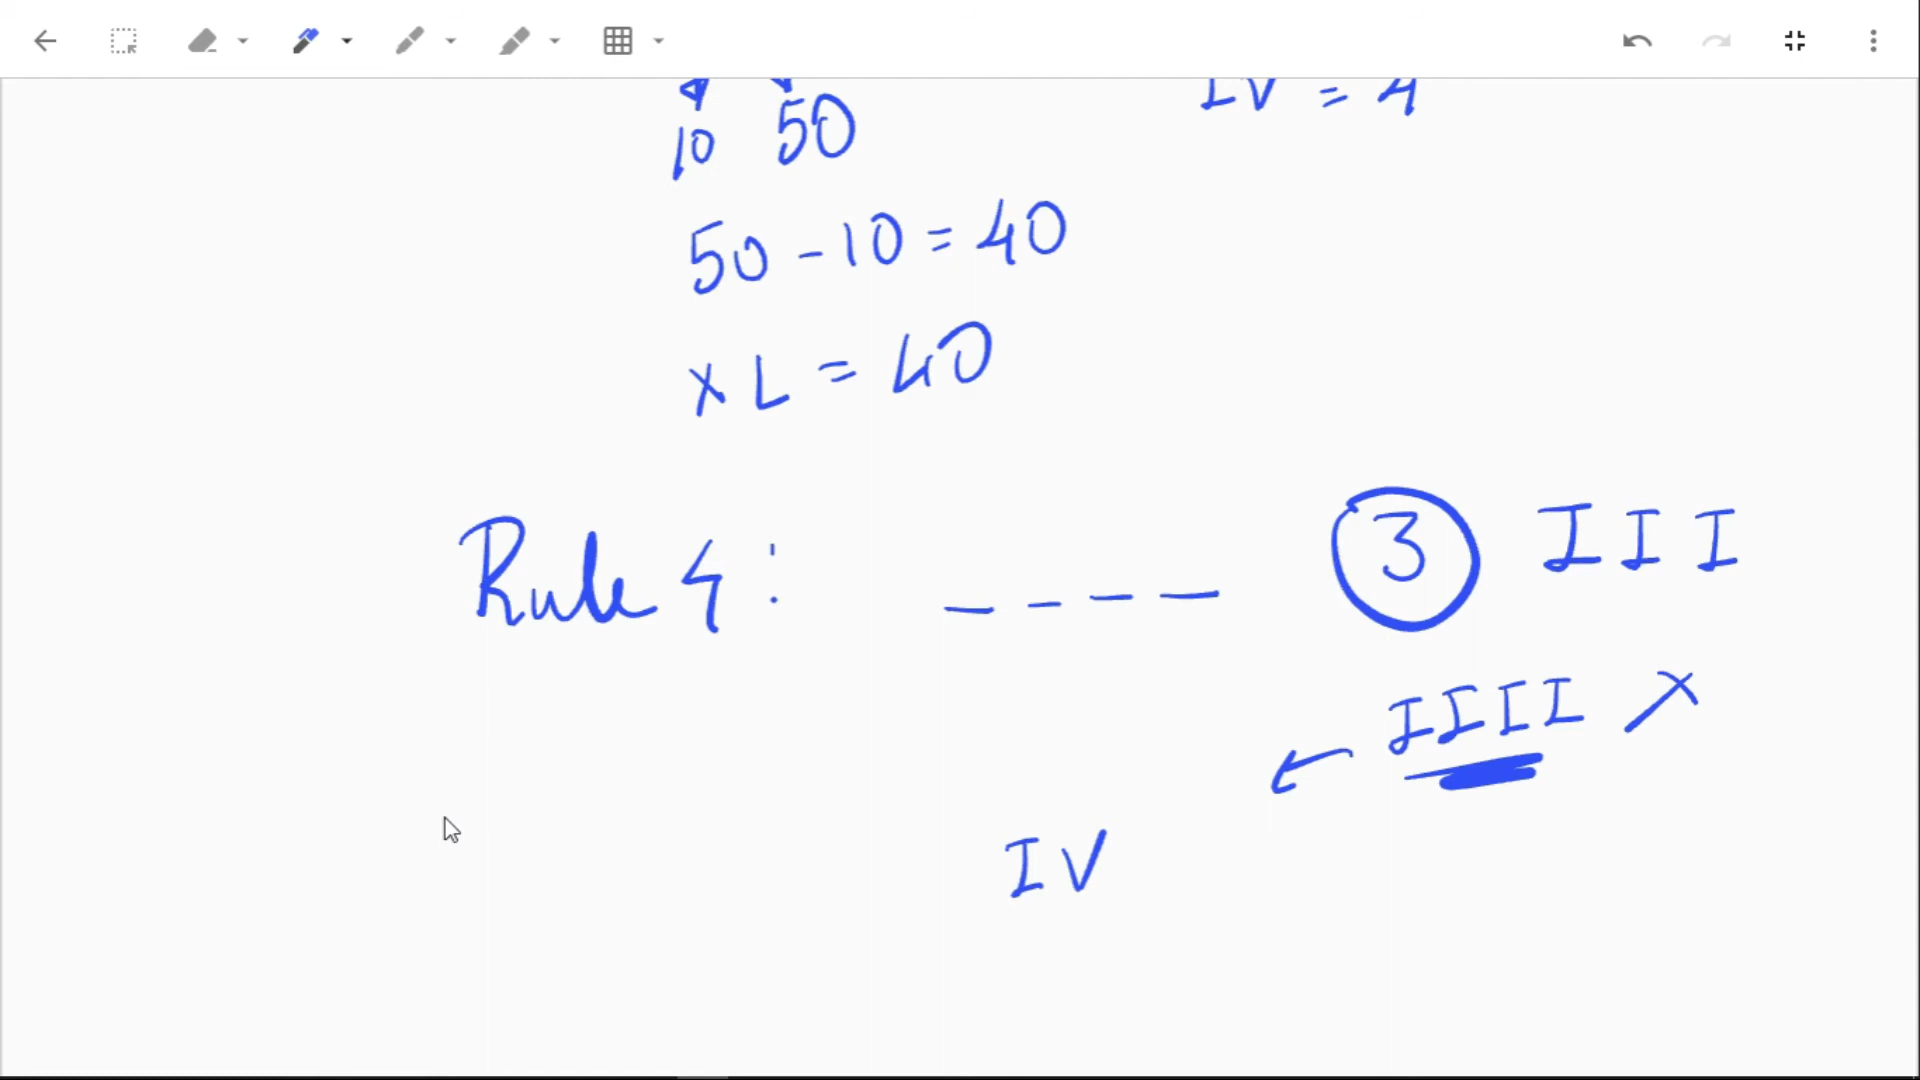 10 50
IV = 4
50 - 10 = 40
XL = 40
Rule 4 : _ _ _ _ 3 III
IIII X
IV